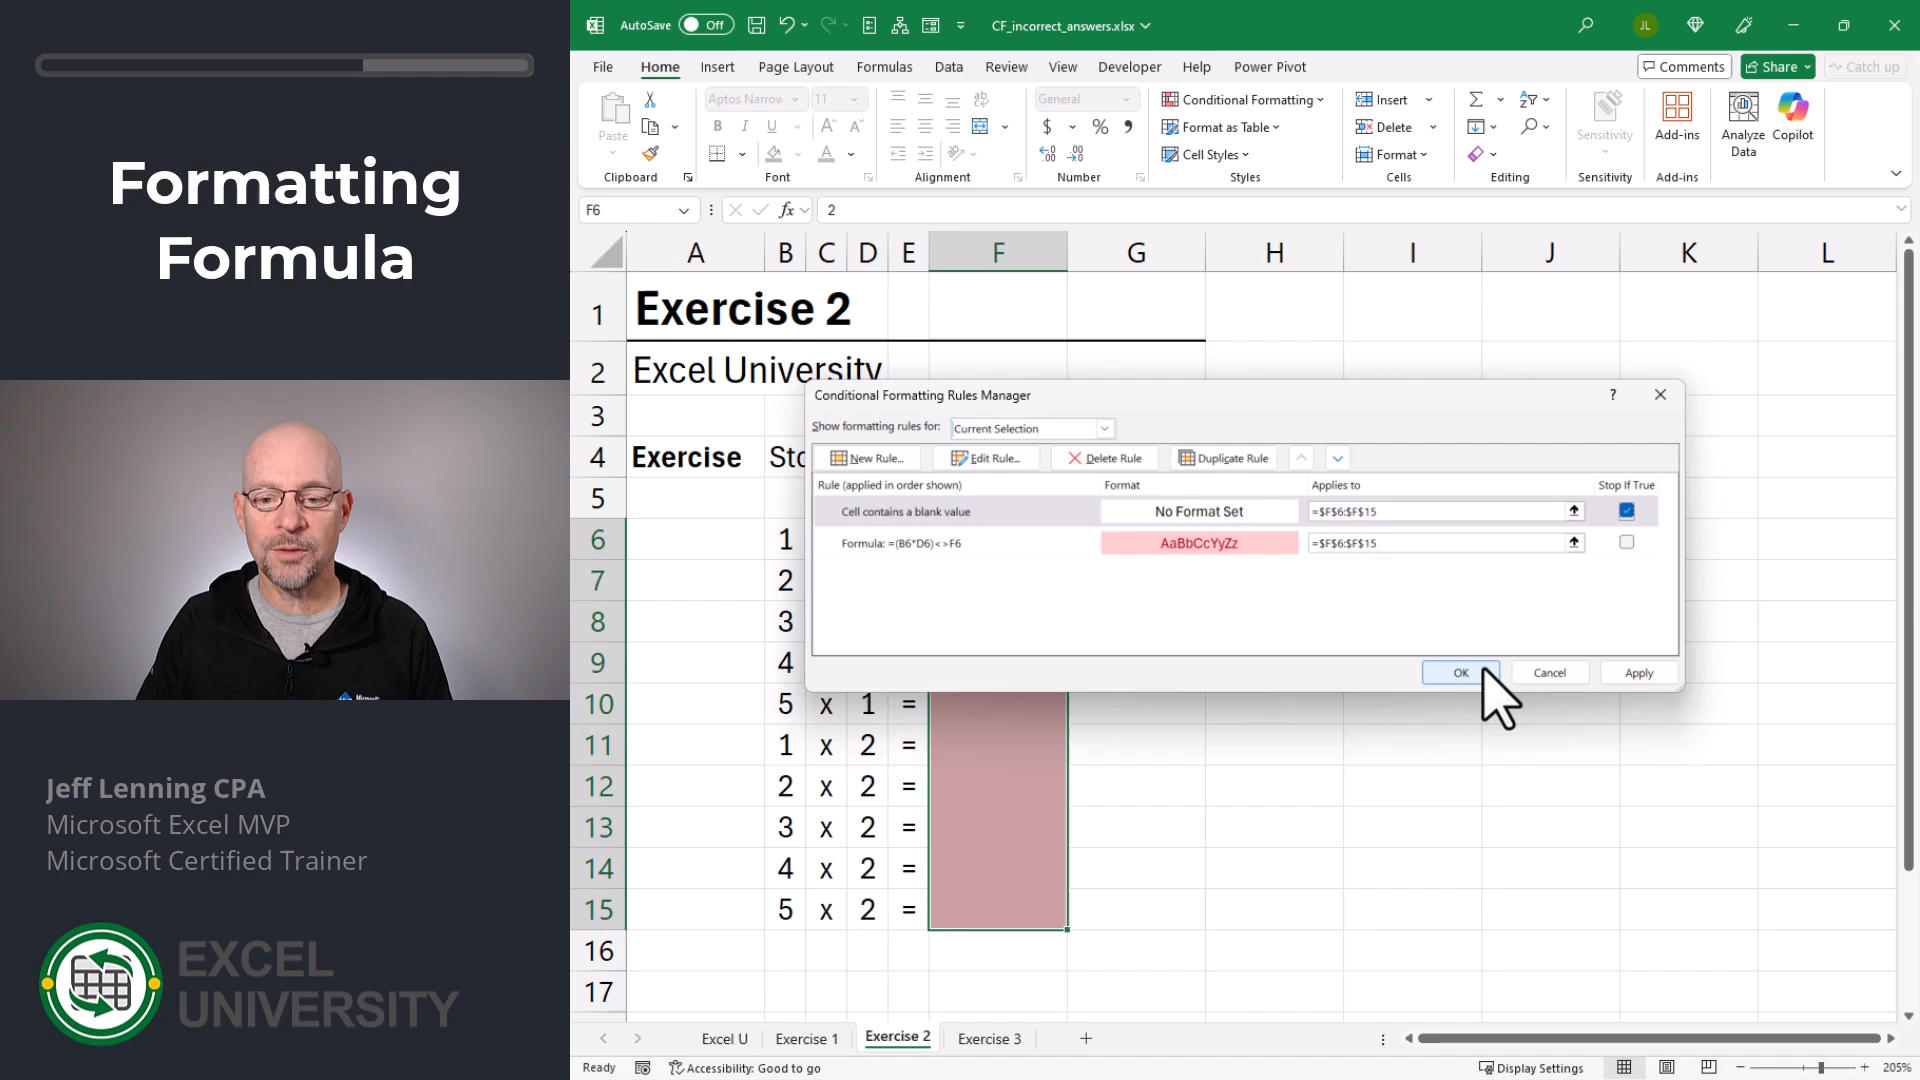 Formatting
Formula
Jeff Lenning CPA
Microsoft Excel MVP
Microsoft Certified Trainer
EXCEL
UNIVERSITY
AutoSave Off CF_incorrect_answers.xlsx JL
File Home Insert Page Layout Formulas Data Review View Developer Help Power Pivot Comments Share Catch up
Paste Aptos Narrow 11 General Conditional Formatting Insert Sensitivity Add-ins Analyze Data Copilot
B I U $ % Format as Table Delete
Cell Styles Format
Clipboard Font Alignment Number Styles Cells Editing Sensitivity Add-ins
F6 fx 2
A B C D E F G H I J K L
1 Exercise 2
2 Excel University
3
4 Exercise
5
6 1
7 2
8 3
9 4
10 5 x 1 =
11 1 x 2 =
12 2 x 2 =
13 3 x 2 =
14 4 x 2 =
15 5 x 2 =
16
17
Conditional Formatting Rules Manager ?
Show formatting rules for: Current Selection
New Rule... Edit Rule... Delete Rule Duplicate Rule
Rule (applied in order shown) Format Applies to Stop If True
Cell contains a blank value No Format Set =$F$6:$F$15
Formula: =(B6*D6)<>F6 AaBbCcYyZz =$F$6:$F$15
OK Cancel Apply
Excel U Exercise 1 Exercise 2 Exercise 3
Ready Accessibility: Good to go Display Settings 205%